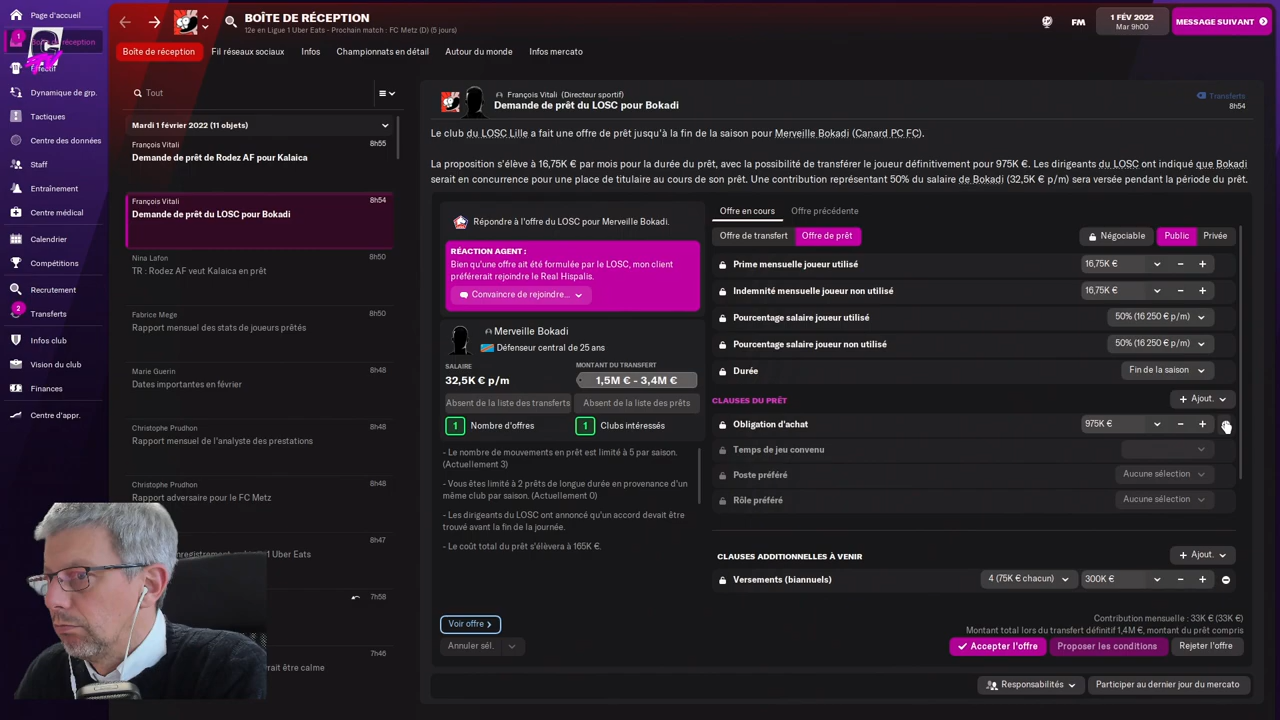 Page d'accueil
BOÎTE DE RÉCEPTION
12e en Ligue 1 Uber Eats - Prochain match : FC Metz (D) (5 jours)
FM
1 FÉV 2022
Mar 9h00
MESSAGE SUIVANT
1
Boîte de réception
Effectif
Dynamique de grp.
Tactiques
Centre des données
Staff
Entraînement
Centre médical
Calendrier
Compétitions
Recrutement
2
Transferts
Infos club
Vision du club
Finances
Centre d'appr.
Boîte de réception
Fil réseaux sociaux
Infos
Championnats en détail
Autour du monde
Infos mercato
Tout
Mardi 1 février 2022 (11 objets)
François Vitali
8h55
Demande de prêt de Rodez AF pour Kalaica
François Vitali
8h54
Demande de prêt du LOSC pour Bokadi
Nina Lafon
8h50
TR : Rodez AF veut Kalaica en prêt
Fabrice Mege
8h50
Rapport mensuel des stats de joueurs prêtés
Marie Guerin
8h48
Dates importantes en février
Christophe Prudhon
8h48
Rapport mensuel de l'analyse des prestations
Christophe Prudhon
8h48
Rapport adversaire pour le FC Metz
8h47
1 Uber Eats
7h58
7h46
rait être calme
François Vitali (Directeur sportif)
Demande de prêt du LOSC pour Bokadi
Transferts
8h54
Le club du LOSC Lille a fait une offre de prêt jusqu'à la fin de la saison pour Merveille Bokadi (Canard PC FC).
La proposition s'élève à 16,75K € par mois pour la durée du prêt, avec la possibilité de transférer le joueur définitivement pour 975K €. Les dirigeants du LOSC ont indiqué que Bokadi
serait en concurrence pour une place de titulaire au cours de son prêt. Une contribution représentant 50% du salaire de Bokadi (32,5K € p/m) sera versée pendant la période du prêt.
Répondre à l'offre du LOSC pour Merveille Bokadi.
RÉACTION AGENT :
Bien qu'une offre ait été formulée par le LOSC, mon client
préférerait rejoindre le Real Hispalis.
Convaincre de rejoindre...
Merveille Bokadi
Défenseur central de 25 ans
SALAIRE
MONTANT DU TRANSFERT
32,5K € p/m
1,5M € - 3,4M €
Absent de la liste des transferts
Absent de la liste des prêts
1
Nombre d'offres
1
Clubs intéressés
- Le nombre de mouvements en prêt est limité à 5 par saison.
(Actuellement 3)
- Vous êtes limité à 2 prêts de longue durée en provenance d'un
même club par saison. (Actuellement 0)
- Les dirigeants du LOSC ont annoncé qu'un accord devait être
trouvé avant la fin de la journée.
- Le coût total du prêt s'élèvera à 165K €.
Voir offre
Annuler sél.
Offre en cours
Offre précédente
Offre de transfert
Offre de prêt
Négociable
Public
Privée
Prime mensuelle joueur utilisé
16,75K €
Indemnité mensuelle joueur non utilisé
16,75K €
Pourcentage salaire joueur utilisé
50% (16 250 € p/m)
Pourcentage salaire joueur non utilisé
50% (16 250 € p/m)
Durée
Fin de la saison
CLAUSES DU PRÊT
Ajout.
Obligation d'achat
975K €
Temps de jeu convenu
Poste préféré
Aucune sélection
Rôle préféré
Aucune sélection
CLAUSES ADDITIONNELLES À VENIR
Ajout.
Versements (biannuels)
4 (75K € chacun)
300K €
Contribution mensuelle : 33K € (33K €)
Montant total lors du transfert définitif 1,4M €, montant du prêt compris
Accepter l'offre
Proposer les conditions
Rejeter l'offre
Responsabilités
Participer au dernier jour du mercato